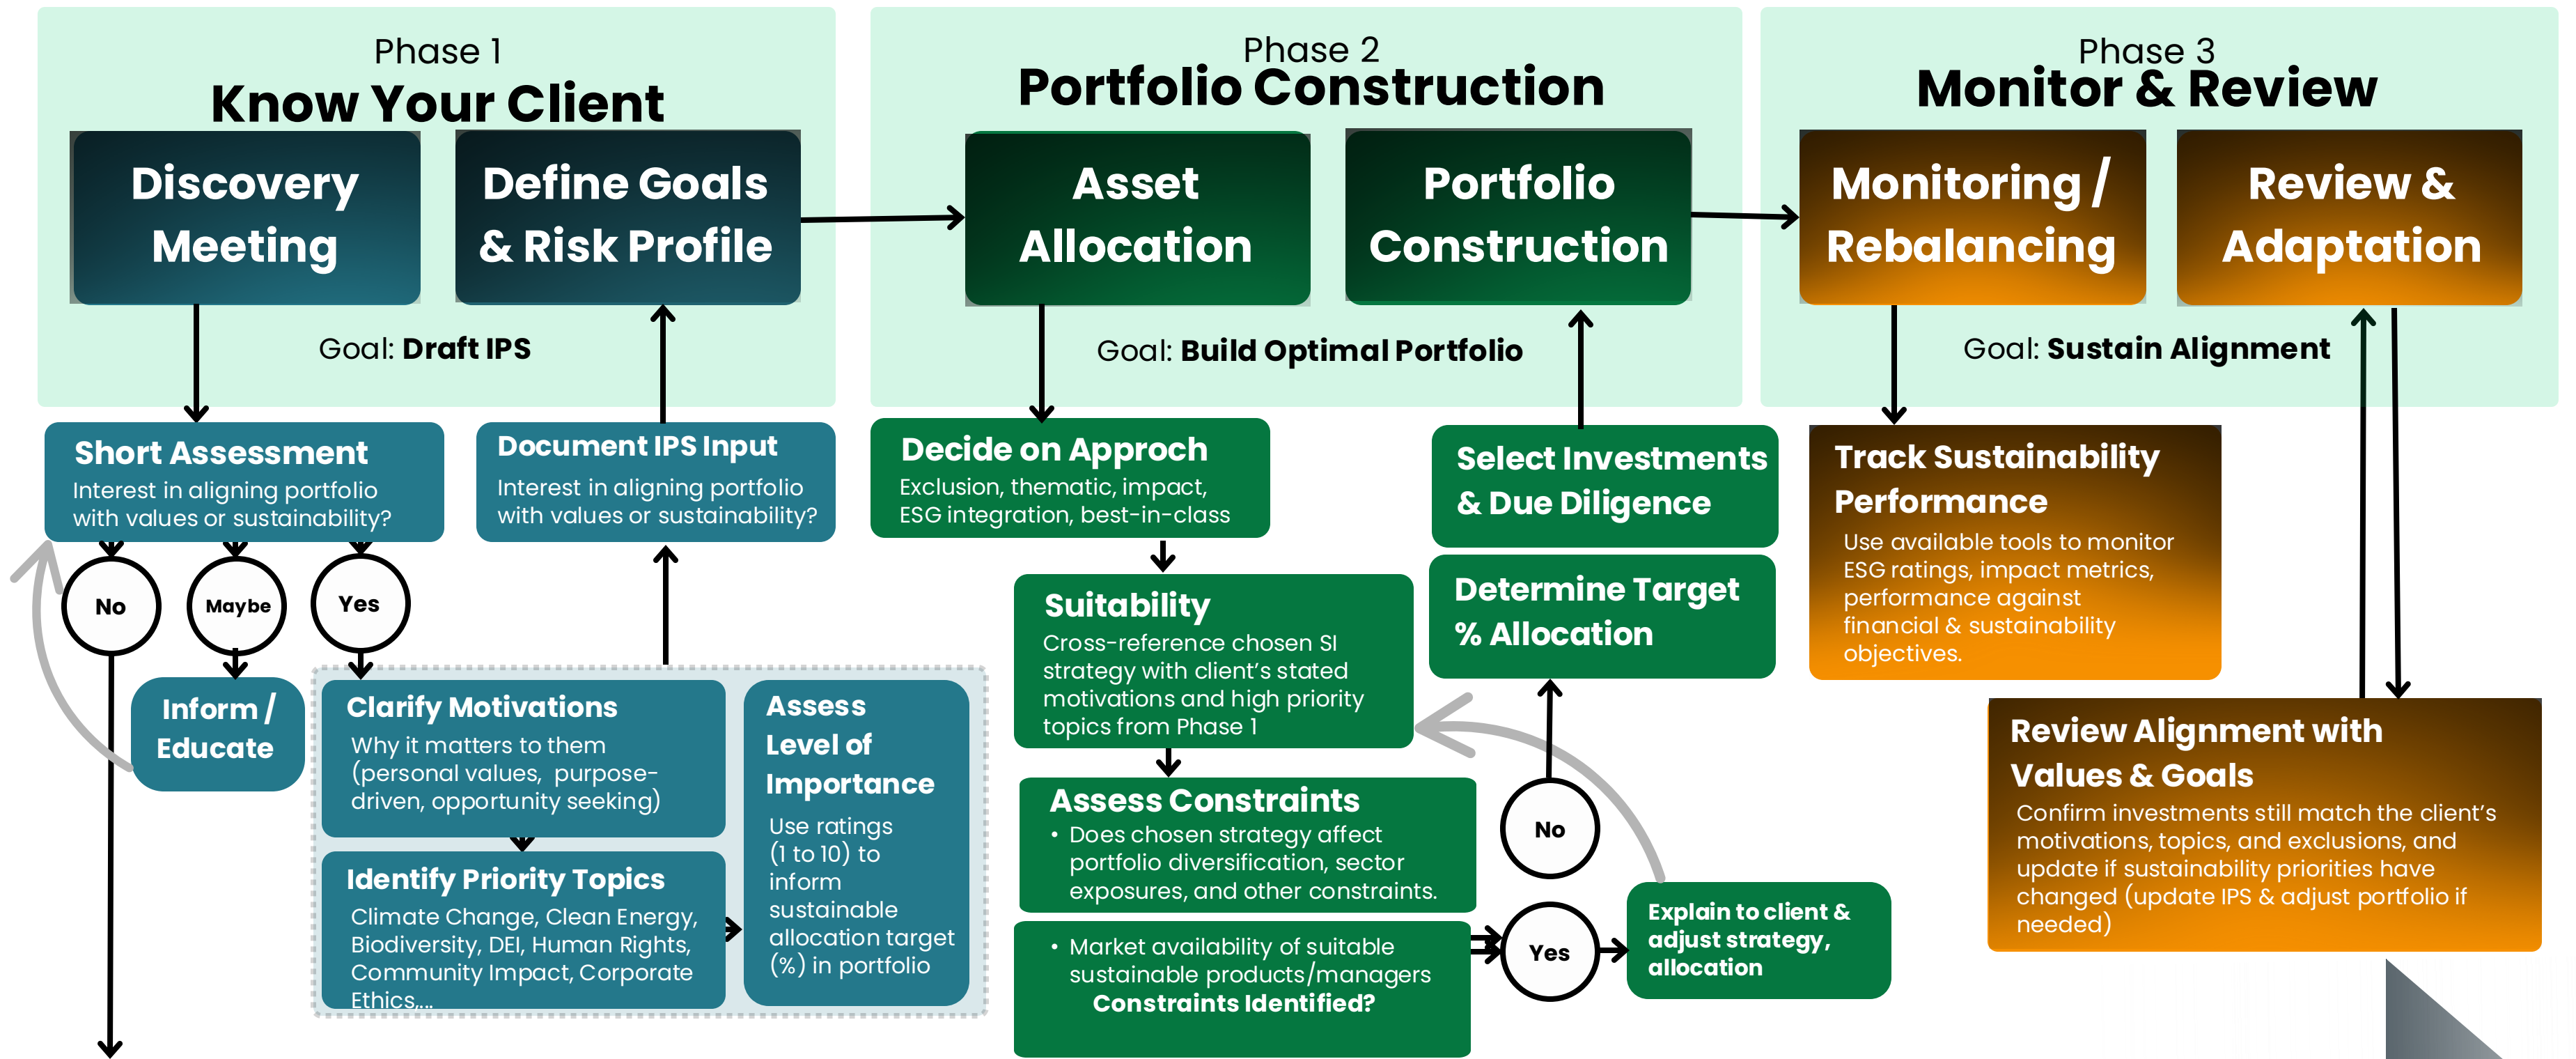 Phase 1
Know Your Client
Discovery
Meeting
Define Goals
& Risk Profile
Goal: Draft IPS
Short Assessment
Interest in aligning portfolio
with values or sustainability?
Document IPS Input
Interest in aligning portfolio
with values or sustainability?
No
Maybe
Yes
Inform /
Educate
Clarify Motivations
Why it matters to them
(personal values, purpose-
driven, opportunity seeking)
Identify Priority Topics
Climate Change, Clean Energy,
Biodiversity, DEI, Human Rights,
Community Impact, Corporate
Ethics,...
Assess
Level of
Importance
Use ratings
(1 to 10) to
inform
sustainable
allocation target
(%) in portfolio
Phase 2
Portfolio Construction
Asset
Allocation
Portfolio
Construction
Goal: Build Optimal Portfolio
Decide on Approch
Exclusion, thematic, impact,
ESG integration, best-in-class
Suitability
Cross-reference chosen SI
strategy with client's stated
motivations and high priority
topics from Phase 1
Assess Constraints
• Does chosen strategy affect
portfolio diversification, sector
exposures, and other constraints.
• Market availability of suitable
sustainable products/managers
Constraints Identified?
Select Investments
& Due Diligence
Determine Target
% Allocation
No
Yes
Explain to client &
adjust strategy,
allocation
Phase 3
Monitor & Review
Monitoring /
Rebalancing
Review &
Adaptation
Goal: Sustain Alignment
Track Sustainability
Performance
Use available tools to monitor
ESG ratings, impact metrics,
performance against
financial & sustainability
objectives.
Review Alignment with
Values & Goals
Confirm investments still match the client's
motivations, topics, and exclusions, and
update if sustainability priorities have
changed (update IPS & adjust portfolio if
needed)